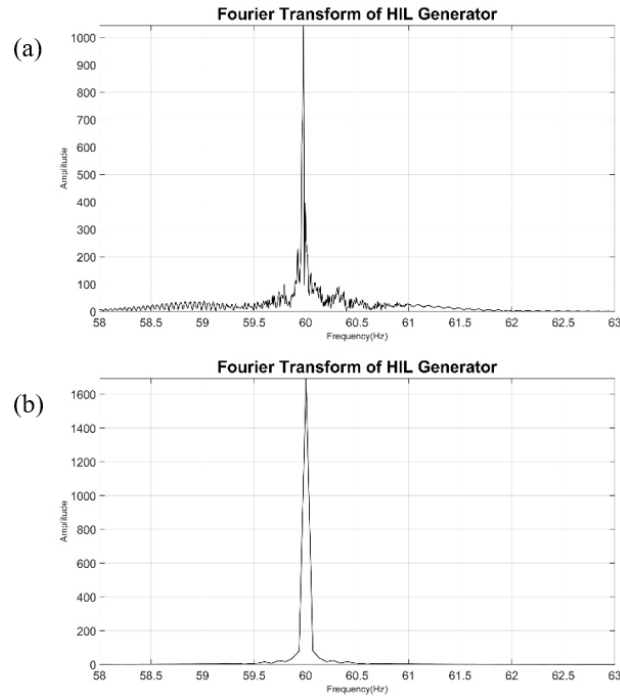 (a)
Fourier Transform of HIL Generator
1000
900
800
700
600
500
400
300
200
100
0
Amplitude
58 58.5 59 59.5 60 60.5 61 61.5 62 62.5 63
Frequency(Hz)
(b)
Fourier Transform of HIL Generator
1600
1400
1200
1000
800
600
400
200
0
Amplitude
58 58.5 59 59.5 60 60.5 61 61.5 62 62.5 63
Frequency(Hz)